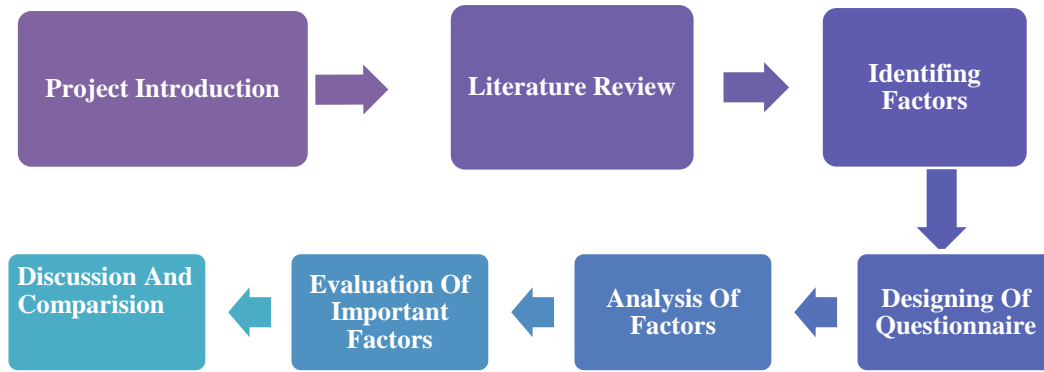 Project Introduction
Literature Review
Identifing
Factors
Designing Of
Questionnaire
Analysis Of
Factors
Evaluation Of
Important
Factors
Discussion And
Comparision